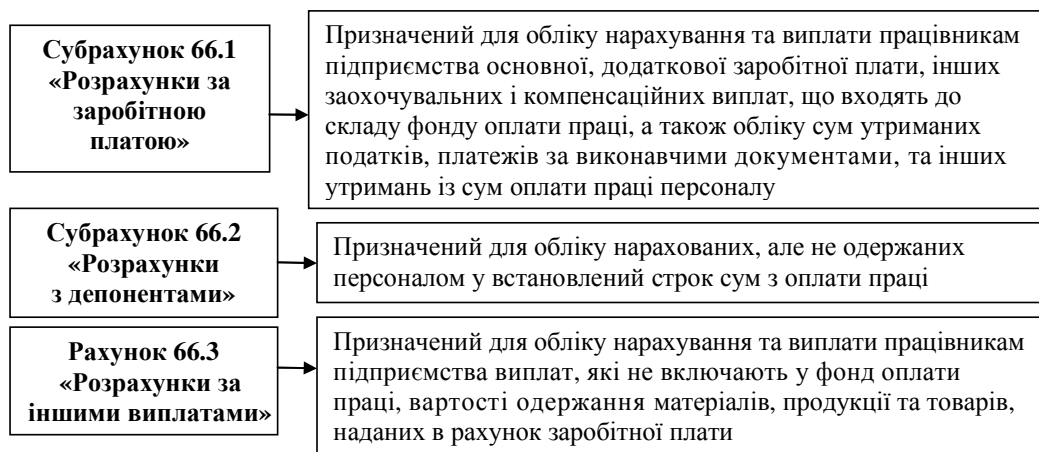 Субрахунок 66.1
«Розрахунки за
заробітною
платою»
Призначений для обліку нарахування та виплати працівникам
підприємства основної, додаткової заробітної плати, інших
заохочувальних і компенсаційних виплат, що входять до
складу фонду оплати праці, а також обліку сум утриманих
податків, платежів за виконавчими документами, та інших
утримань із сум оплати праці персоналу
Субрахунок 66.2
«Розрахунки
з депонентами»
Призначений для обліку нарахованих, але не одержаних
персоналом у встановлений строк сум з оплати праці
Рахунок 66.3
«Розрахунки за
іншими виплатами»
Призначений для обліку нарахування та виплати працівникам
підприємства виплат, які не включають у фонд оплати
праці, вартості одержання матеріалів, продукції та товарів,
наданих в рахунок заробітної плати